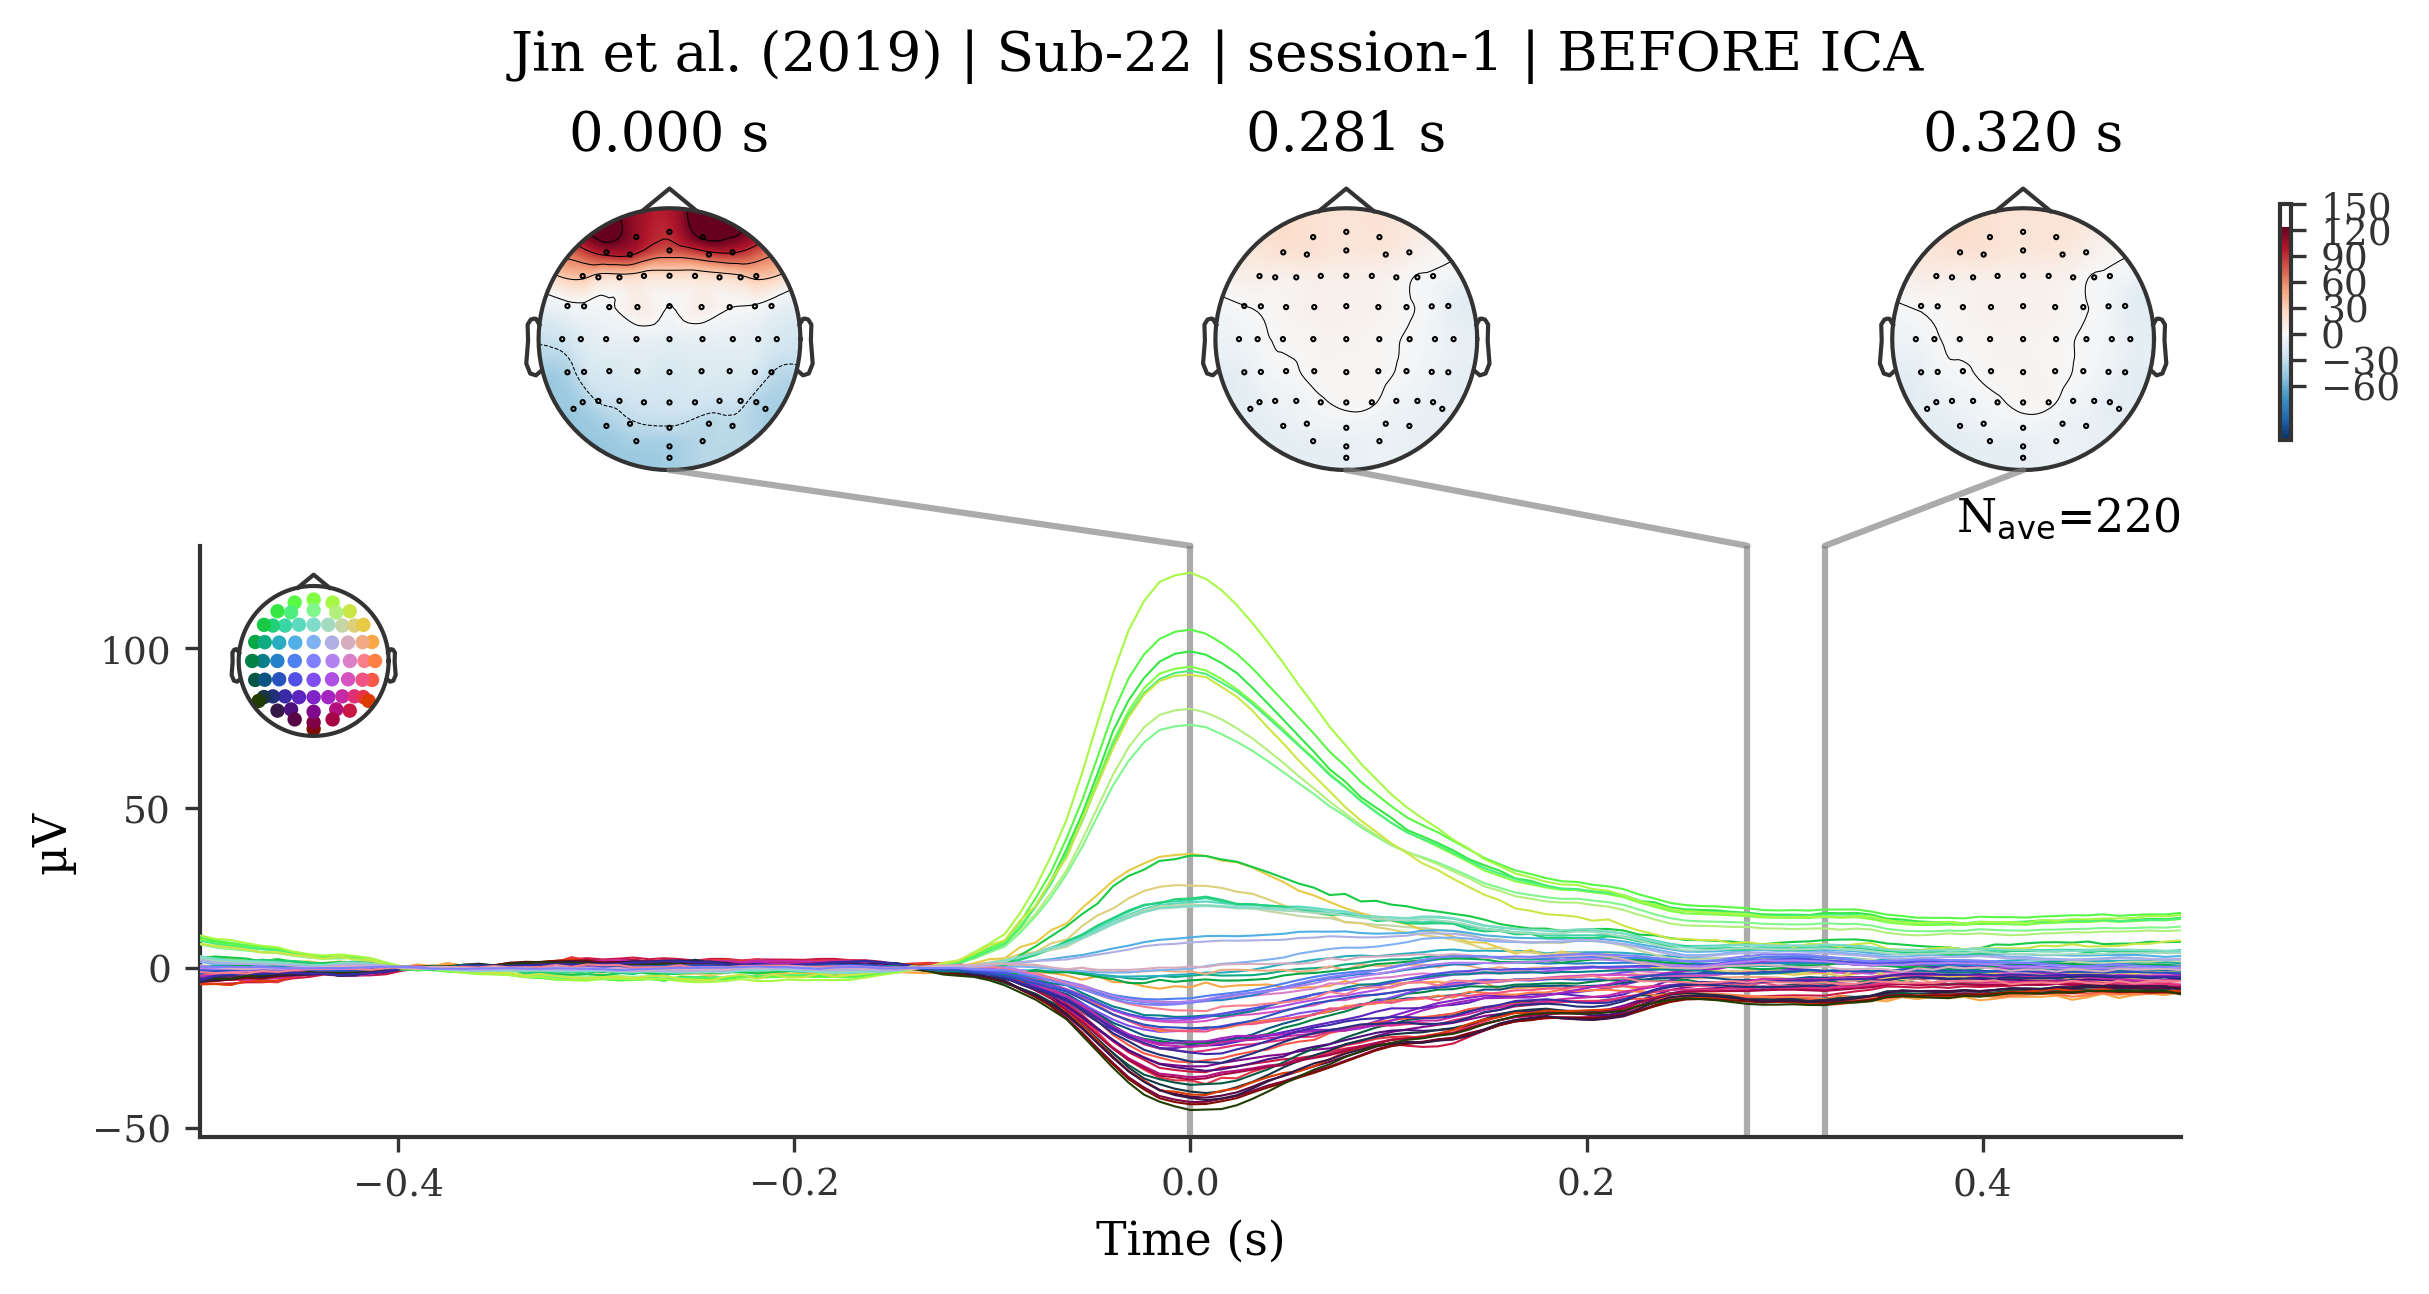 Jin et al. (2019) | Sub-22 | session-1 | BEFORE ICA
0.000 s
0.281 s
0.320 s
150
120
90
60
30
0
−30
−60
Nave=220
100
50
0
−50
µV
−0.4
−0.2
0.0
0.2
0.4
Time (s)